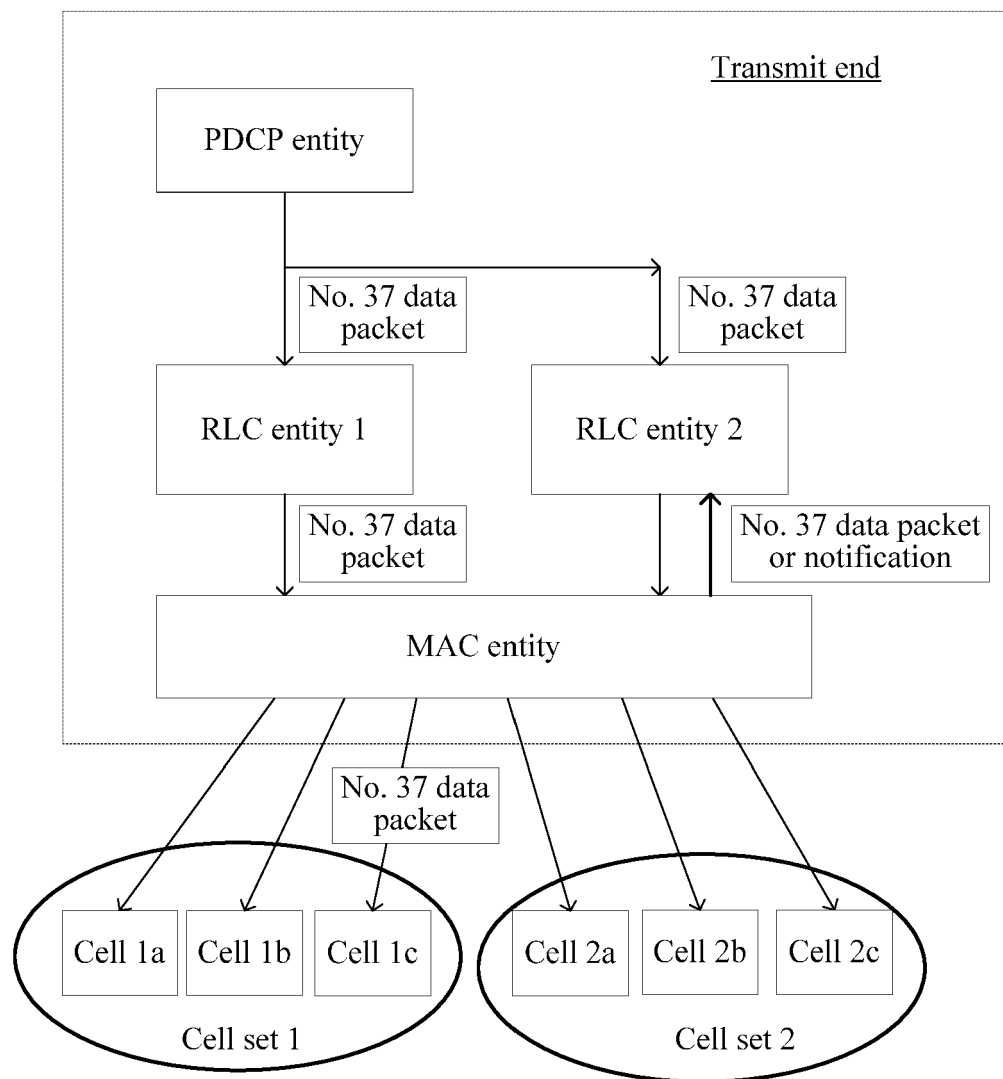 Transmit end
PDCP entity
No. 37 data
packet
No. 37 data
packet
RLC entity 1
RLC entity 2
No. 37 data
packet
No. 37 data packet
or notification
MAC entity
No. 37 data
packet
Cell 1a
Cell 1b
Cell 1c
Cell 2a
Cell 2b
Cell 2c
Cell set 1
Cell set 2